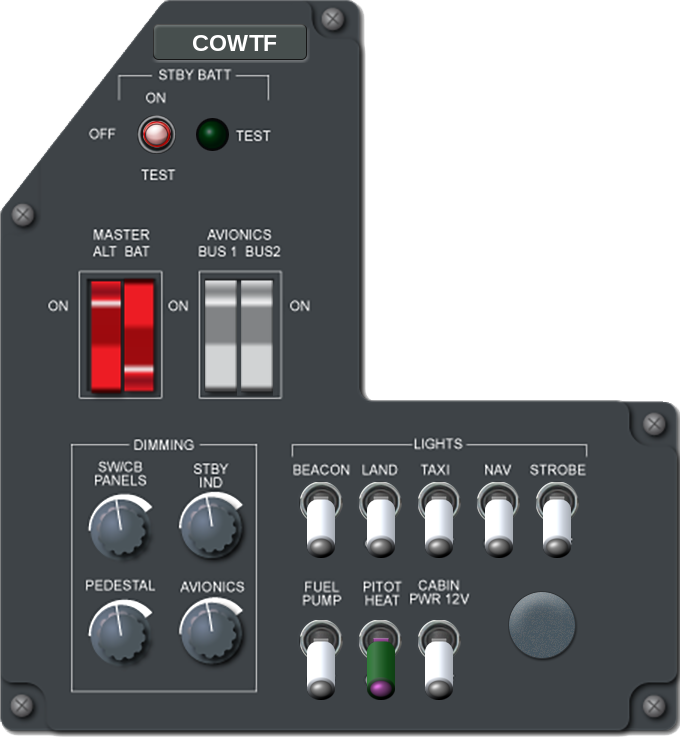 COWTF
STBY BATT
ON
OFF
TEST
TEST
MASTER
ALT BAT
AVIONICS
BUS 1 BUS2
ON
ON
ON
DIMMING
SW/CB
PANELS
STBY
IND
PEDESTAL
AVIONICS
LIGHTS
BEACON LAND TAXI NAV STROBE
FUEL
PUMP
PITOT
HEAT
CABIN
PWR 12V